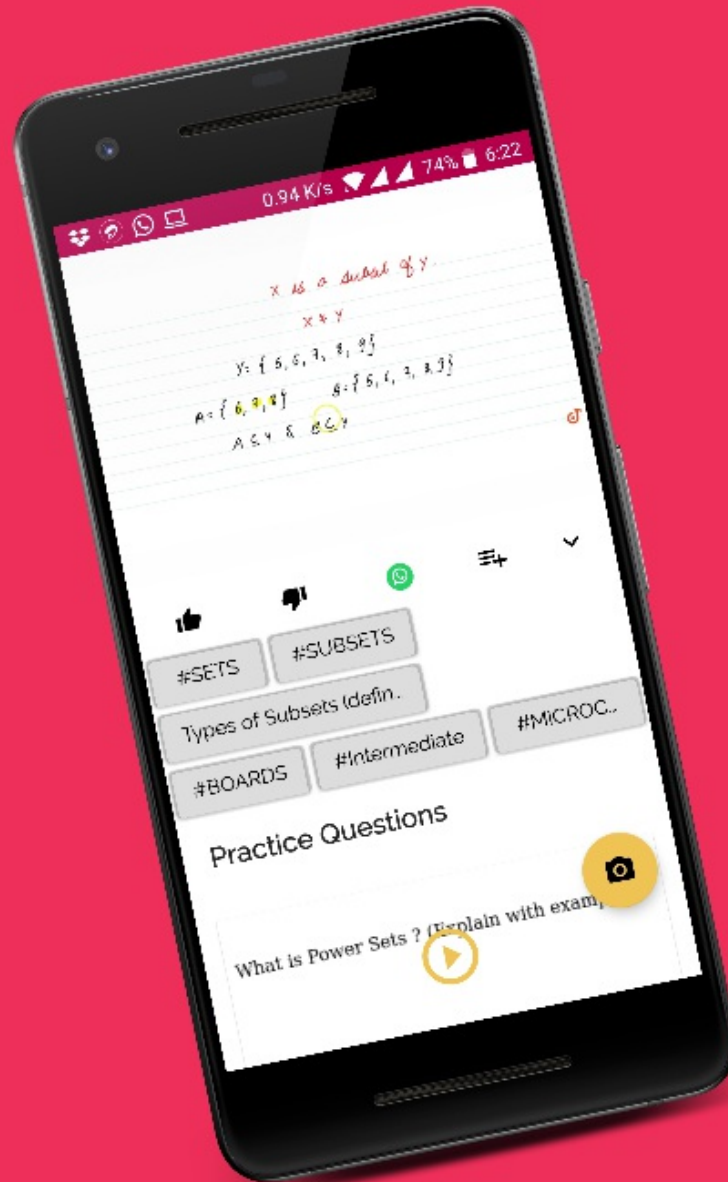 0.94 K/s 74% 6:22
x is a subset of y.
x + y
Y = { 5, 6, 7, 8, 9}
A = { 6, 7, 8} B = { 5, 6, 7, 8, 9}
A ⊆ Y & B ⊆ Y
#SETS #SUBSETS
Types of Subsets (defin..
#BOARDS #Intermediate #MICROC...
Practice Questions
What is Power Sets ? (Explain with exam